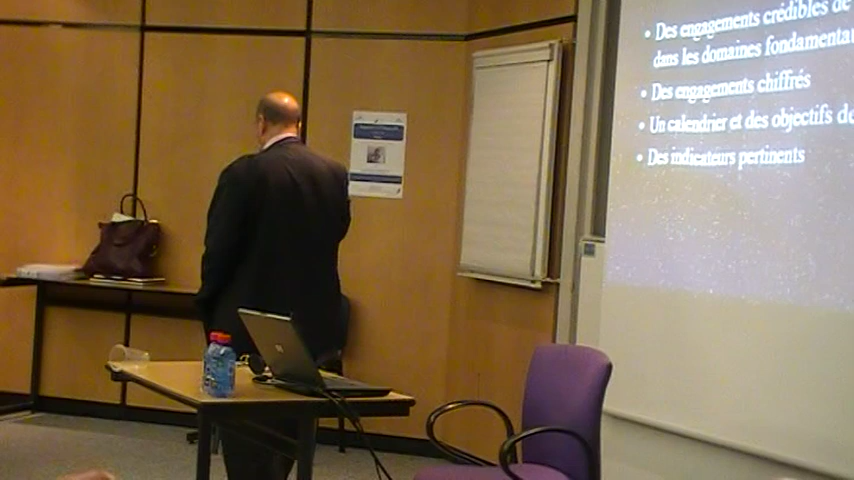 • Des engagements crédibles de
dans les domaines fondamenta
• Des engagements chiffrés
• Un calendrier et des objectifs de
• Des indicateurs pertinents